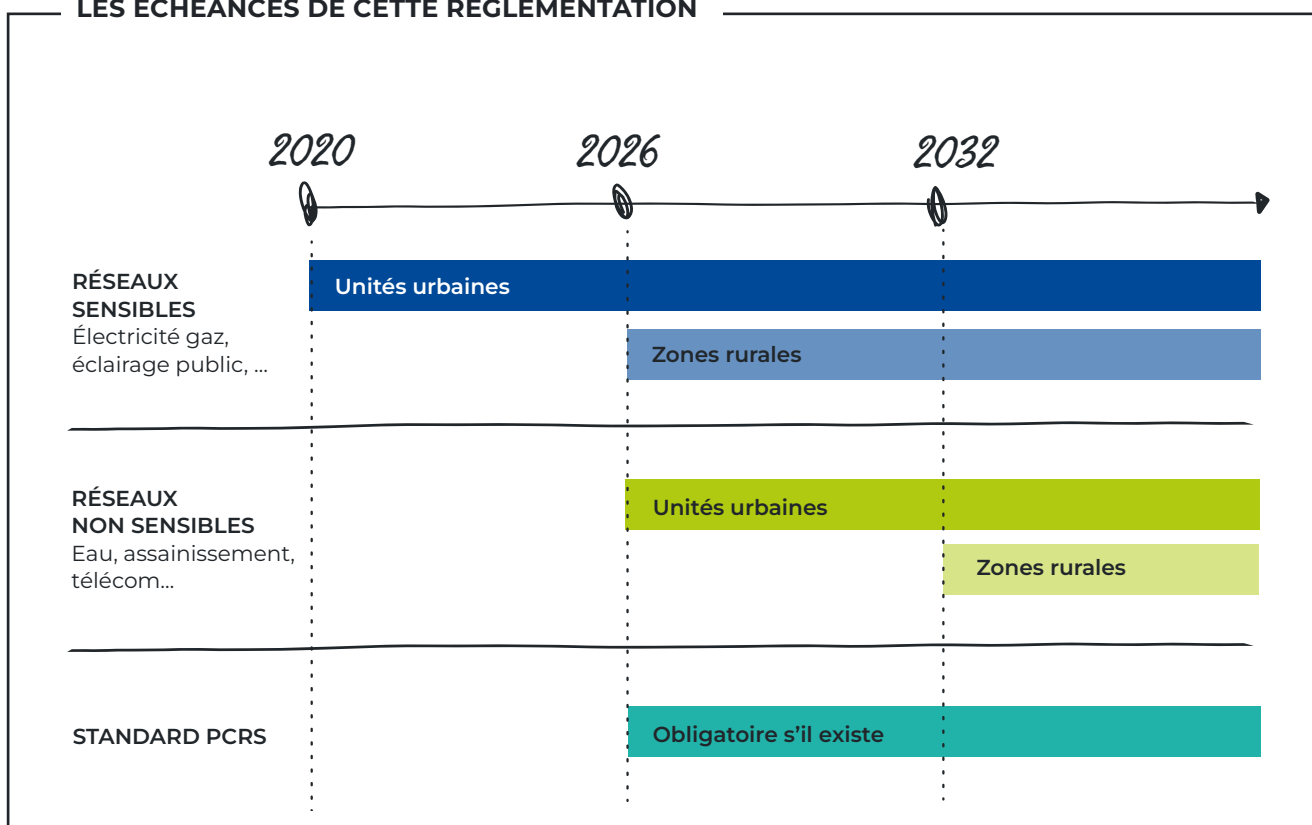 LES ÉCHÉANCES DE CETTE RÉGLEMENTATION
2020
2026
2032
RÉSEAUX
SENSIBLES
Électricité gaz,
éclairage public, ...
Unités urbaines
Zones rurales
RÉSEAUX
NON SENSIBLES
Eau, assainissement,
télécom...
Unités urbaines
Zones rurales
STANDARD PCRS
Obligatoire s’il existe